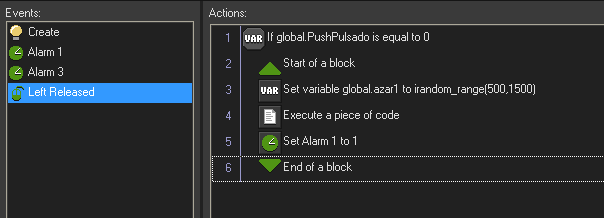 Events:
Create
Alarm 1
Alarm 3
Left Released
Actions:
1 VAR If global.PushPulsado is equal to 0
2 Start of a block
3 VAR Set variable global.azar1 to irandom_range(500,1500)
4 Execute a piece of code
5 Set Alarm 1 to 1
6 End of a block